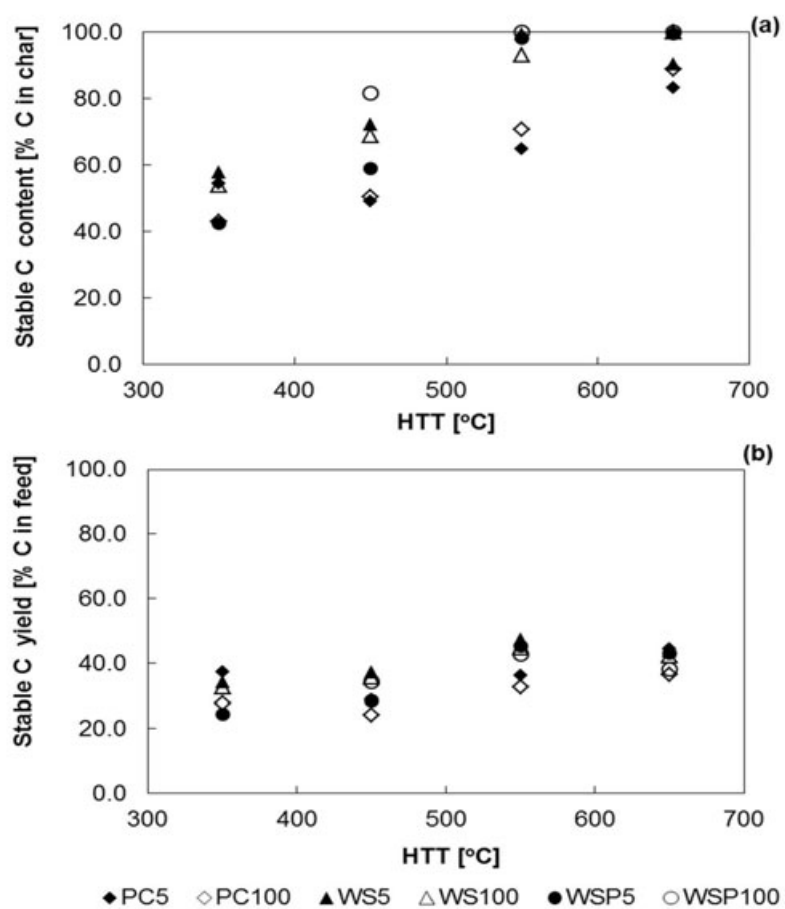 (a)
Stable C content [% C in char]
100.0
80.0
60.0
40.0
20.0
0.0
300 400 500 600 700
HTT [°C]
(b)
Stable C yield [% C in feed]
100.0
80.0
60.0
40.0
20.0
0.0
300 400 500 600 700
HTT [°C]
PC5 PC100 WS5 WS100 WSP5 WSP100